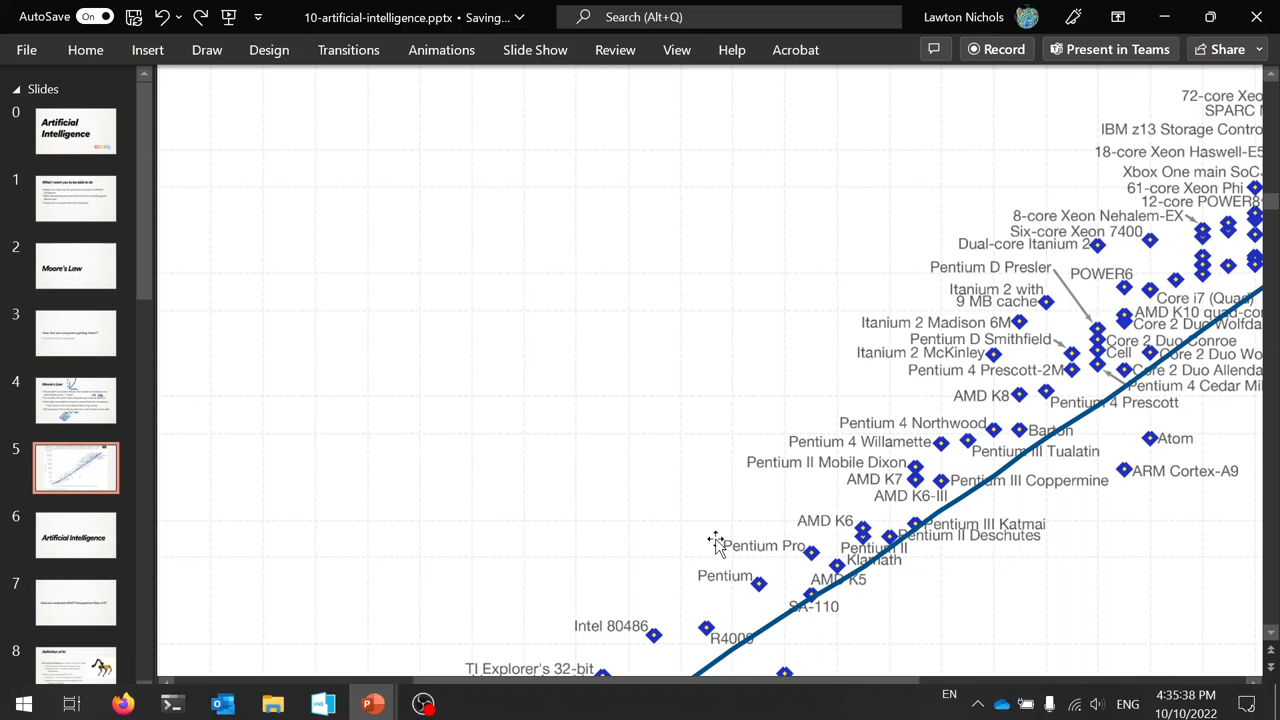 AutoSave On 10-artificial-intelligence.pptx • Saving... Search (Alt+Q) Lawton Nichols
File Home Insert Draw Design Transitions Animations Slide Show Review View Help Acrobat Record Present in Teams Share
Slides
0
Artificial Intelligence
1
What I want you to be able to do
2
Moore's Law
3
4
Moore's Law
5
6
Artificial Intelligence
7
8
Definition of AI
72-core Xeo
SPARC M
IBM z13 Storage Contro
18-core Xeon Haswell-E5
Xbox One main SoC
61-core Xeon Phi
12-core POWER8
8-core Xeon Nehalem-EX
Six-core Xeon 7400
Dual-core Itanium 2
Pentium D Presler
POWER6
Itanium 2 with
9 MB cache
Core i7 (Quad)
AMD K10 quad-co
Itanium 2 Madison 6M
Core 2 Duo Wolfda
Pentium D Smithfield
Core 2 Duo Conroe
Itanium 2 McKinley
Cell
Core 2 Duo Wo
Pentium 4 Prescott-2M
Core 2 Duo Allenda
Pentium 4 Cedar Mi
AMD K8
Pentium 4 Prescott
Pentium 4 Northwood
Barton
Pentium 4 Willamette
Atom
Pentium III Tualatin
Pentium II Mobile Dixon
ARM Cortex-A9
AMD K7
Pentium III Coppermine
AMD K6-III
AMD K6
Pentium III Katmai
Pentium II Deschutes
Pentium Pro
Pentium II
Klamath
Pentium
AMD K5
SA-110
Intel 80486
R4000
TI Explorer's 32-bit
EN
ENG
4:35:38 PM
10/10/2022